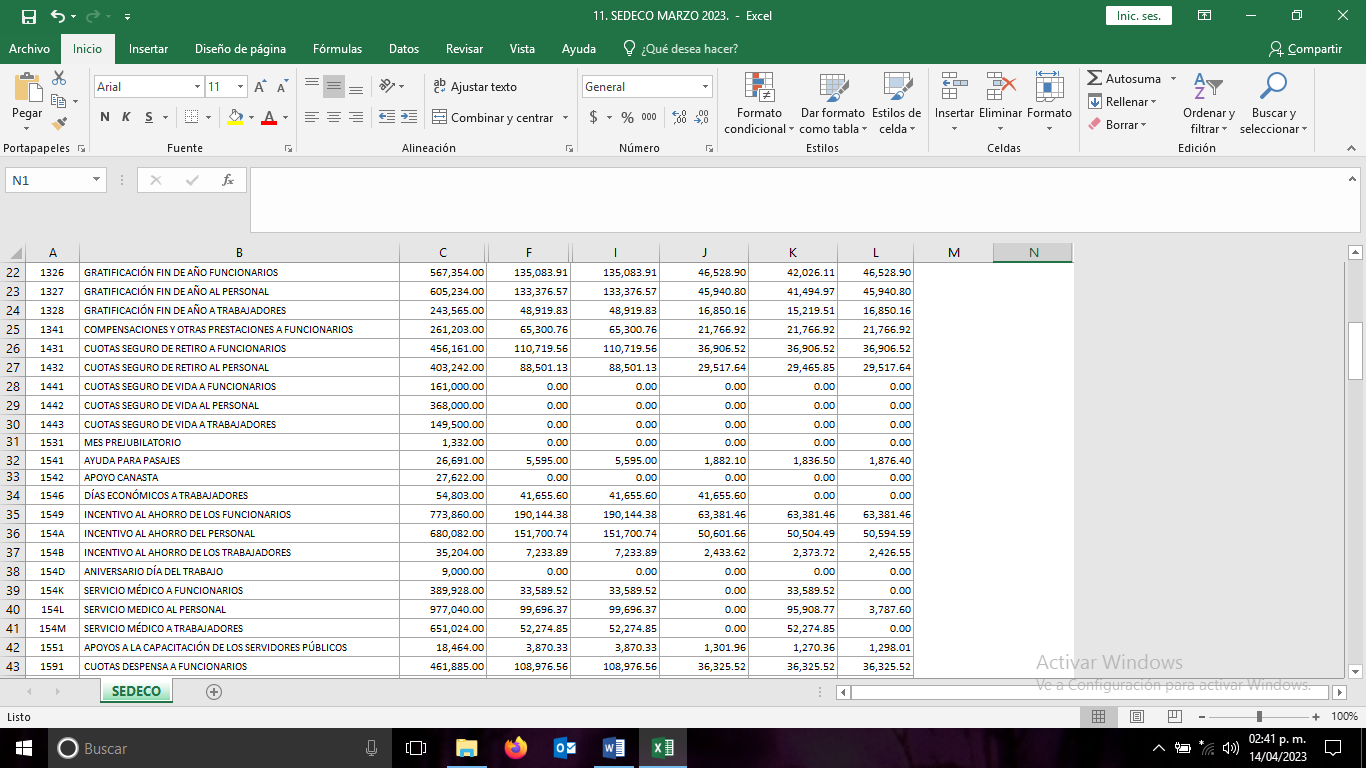 11. SEDECO MARZO 2023. - Excel
Inic. ses.
Archivo Inicio Insertar Diseño de página Fórmulas Datos Revisar Vista Ayuda ¿Qué desea hacer? Compartir
Arial 11 Ajustar texto General Autosuma
Pegar Formato condicional Dar formato como tabla Estilos de celda Insertar Eliminar Formato Rellenar Ordenar y filtrar Buscar y seleccionar
N K S Combinar y centrar $ % 000 Borrar
Portapapeles Fuente Alineación Número Estilos Celdas Edición
N1 fx
A B C F I J K L M N
22 1326 GRATIFICACIÓN FIN DE AÑO FUNCIONARIOS 567,354.00 135,083.91 135,083.91 46,528.90 42,026.11 46,528.90
23 1327 GRATIFICACIÓN FIN DE AÑO AL PERSONAL 605,234.00 133,376.57 133,376.57 45,940.80 41,494.97 45,940.80
24 1328 GRATIFICACIÓN FIN DE AÑO A TRABAJADORES 243,565.00 48,919.83 48,919.83 16,850.16 15,219.51 16,850.16
25 1341 COMPENSACIONES Y OTRAS PRESTACIONES A FUNCIONARIOS 261,203.00 65,300.76 65,300.76 21,766.92 21,766.92 21,766.92
26 1431 CUOTAS SEGURO DE RETIRO A FUNCIONARIOS 456,161.00 110,719.56 110,719.56 36,906.52 36,906.52 36,906.52
27 1432 CUOTAS SEGURO DE RETIRO AL PERSONAL 403,242.00 88,501.13 88,501.13 29,517.64 29,465.85 29,517.64
28 1441 CUOTAS SEGURO DE VIDA A FUNCIONARIOS 161,000.00 0.00 0.00 0.00 0.00 0.00
29 1442 CUOTAS SEGURO DE VIDA AL PERSONAL 368,000.00 0.00 0.00 0.00 0.00 0.00
30 1443 CUOTAS SEGURO DE VIDA A TRABAJADORES 149,500.00 0.00 0.00 0.00 0.00 0.00
31 1531 MES PREJUBILATORIO 1,332.00 0.00 0.00 0.00 0.00 0.00
32 1541 AYUDA PARA PASAJES 26,691.00 5,595.00 5,595.00 1,882.10 1,836.50 1,876.40
33 1542 APOYO CANASTA 27,622.00 0.00 0.00 0.00 0.00 0.00
34 1546 DÍAS ECONÓMICOS A TRABAJADORES 54,803.00 41,655.60 41,655.60 41,655.60 0.00 0.00
35 1549 INCENTIVO AL AHORRO DE LOS FUNCIONARIOS 773,860.00 190,144.38 190,144.38 63,381.46 63,381.46 63,381.46
36 154A INCENTIVO AL AHORRO DEL PERSONAL 680,082.00 151,700.74 151,700.74 50,601.66 50,504.49 50,594.59
37 154B INCENTIVO AL AHORRO DE LOS TRABAJADORES 35,204.00 7,233.89 7,233.89 2,433.62 2,373.72 2,426.55
38 154D ANIVERSARIO DÍA DEL TRABAJO 9,000.00 0.00 0.00 0.00 0.00 0.00
39 154K SERVICIO MÉDICO A FUNCIONARIOS 389,928.00 33,589.52 33,589.52 0.00 33,589.52 0.00
40 154L SERVICIO MEDICO AL PERSONAL 977,040.00 99,696.37 99,696.37 0.00 95,908.77 3,787.60
41 154M SERVICIO MÉDICO A TRABAJADORES 651,024.00 52,274.85 52,274.85 0.00 52,274.85 0.00
42 1551 APOYOS A LA CAPACITACIÓN DE LOS SERVIDORES PÚBLICOS 18,464.00 3,870.33 3,870.33 1,301.96 1,270.36 1,298.01
43 1591 CUOTAS DESPENSA A FUNCIONARIOS 461,885.00 108,976.56 108,976.56 36,325.52 36,325.52 36,325.52
Activar Windows
Ve a Configuración para activar Windows.
SEDECO
Listo 100%
Buscar 02:41 p. m.
14/04/2023